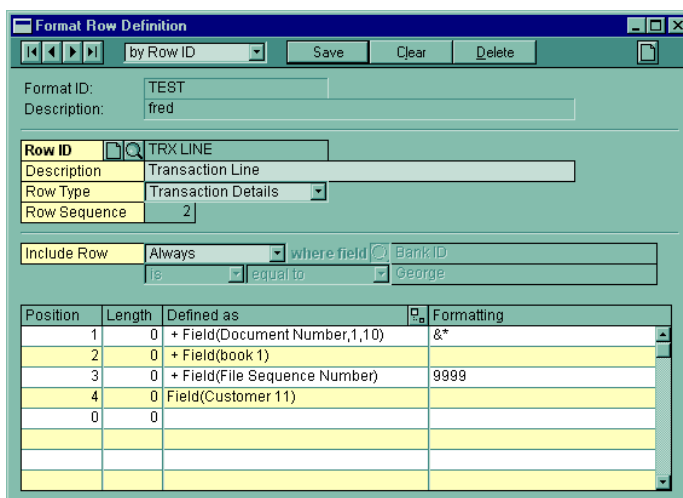 Format Row Definition
by Row ID Save Clear Delete
Format ID: TEST
Description: fred
Row ID TRX LINE
Description Transaction Line
Row Type Transaction Details
Row Sequence 2
Include Row Always where field Bank ID
is equal to George
Position Length Defined as Formatting
1 0 + Field(Document Number,1,10) &*
2 0 + Field(book 1)
3 0 + Field(File Sequence Number) 9999
4 0 Field(Customer 11)
0 0